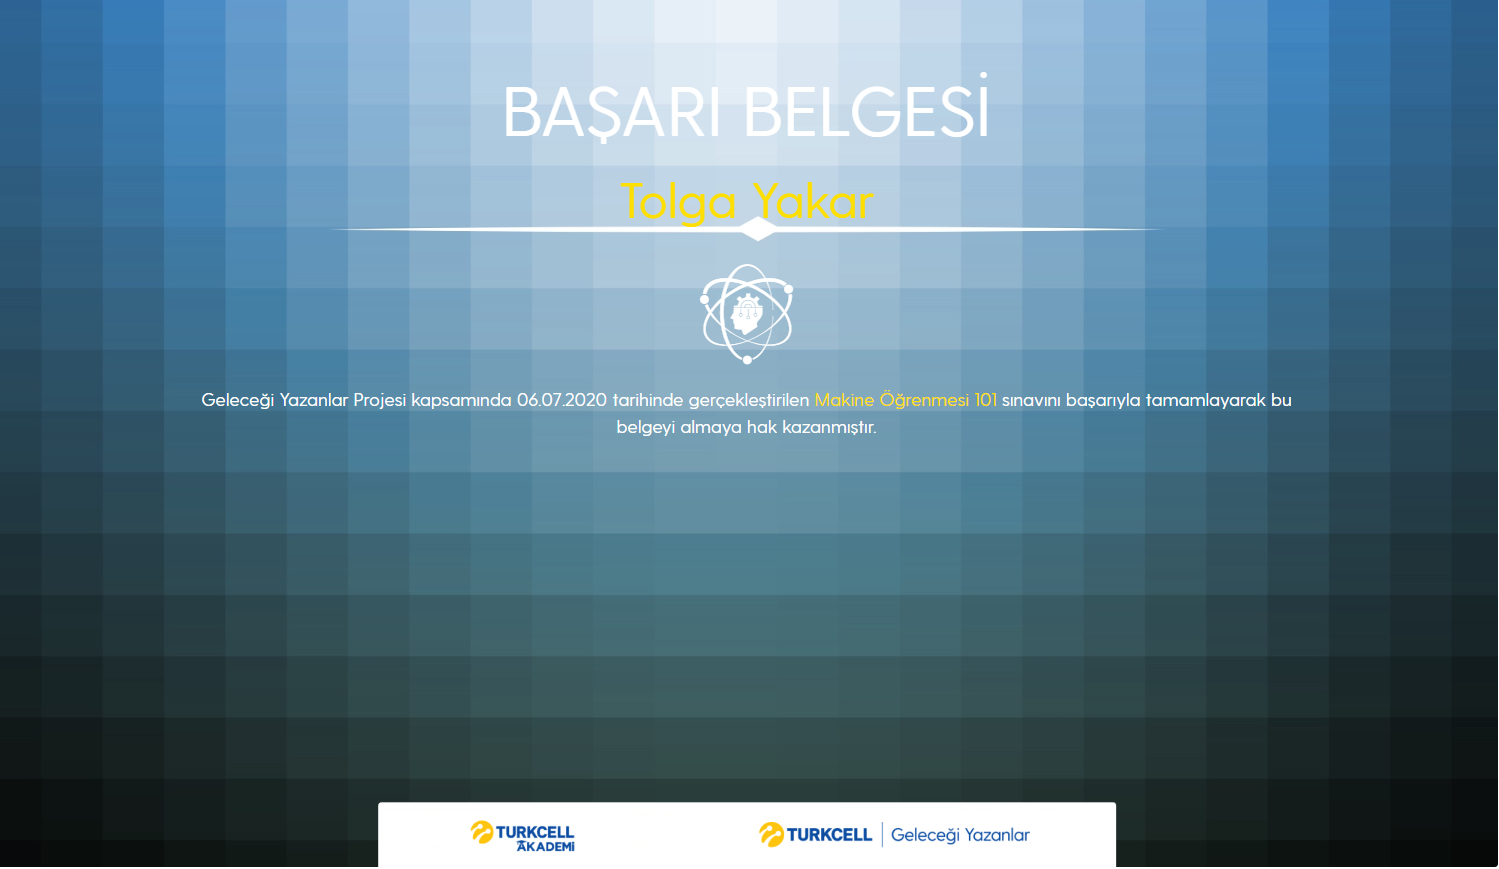 BAŞARI BELGESİ
Tolga Yakar
Geleceği Yazanlar Projesi kapsamında 06.07.2020 tarihinde gerçekleştirilen Makine Öğrenmesi 101 sınavını başarıyla tamamlayarak bu
belgeyi almaya hak kazanmıştır.
TURKCELL
AKADEMİ
TURKCELL | Geleceği Yazanlar